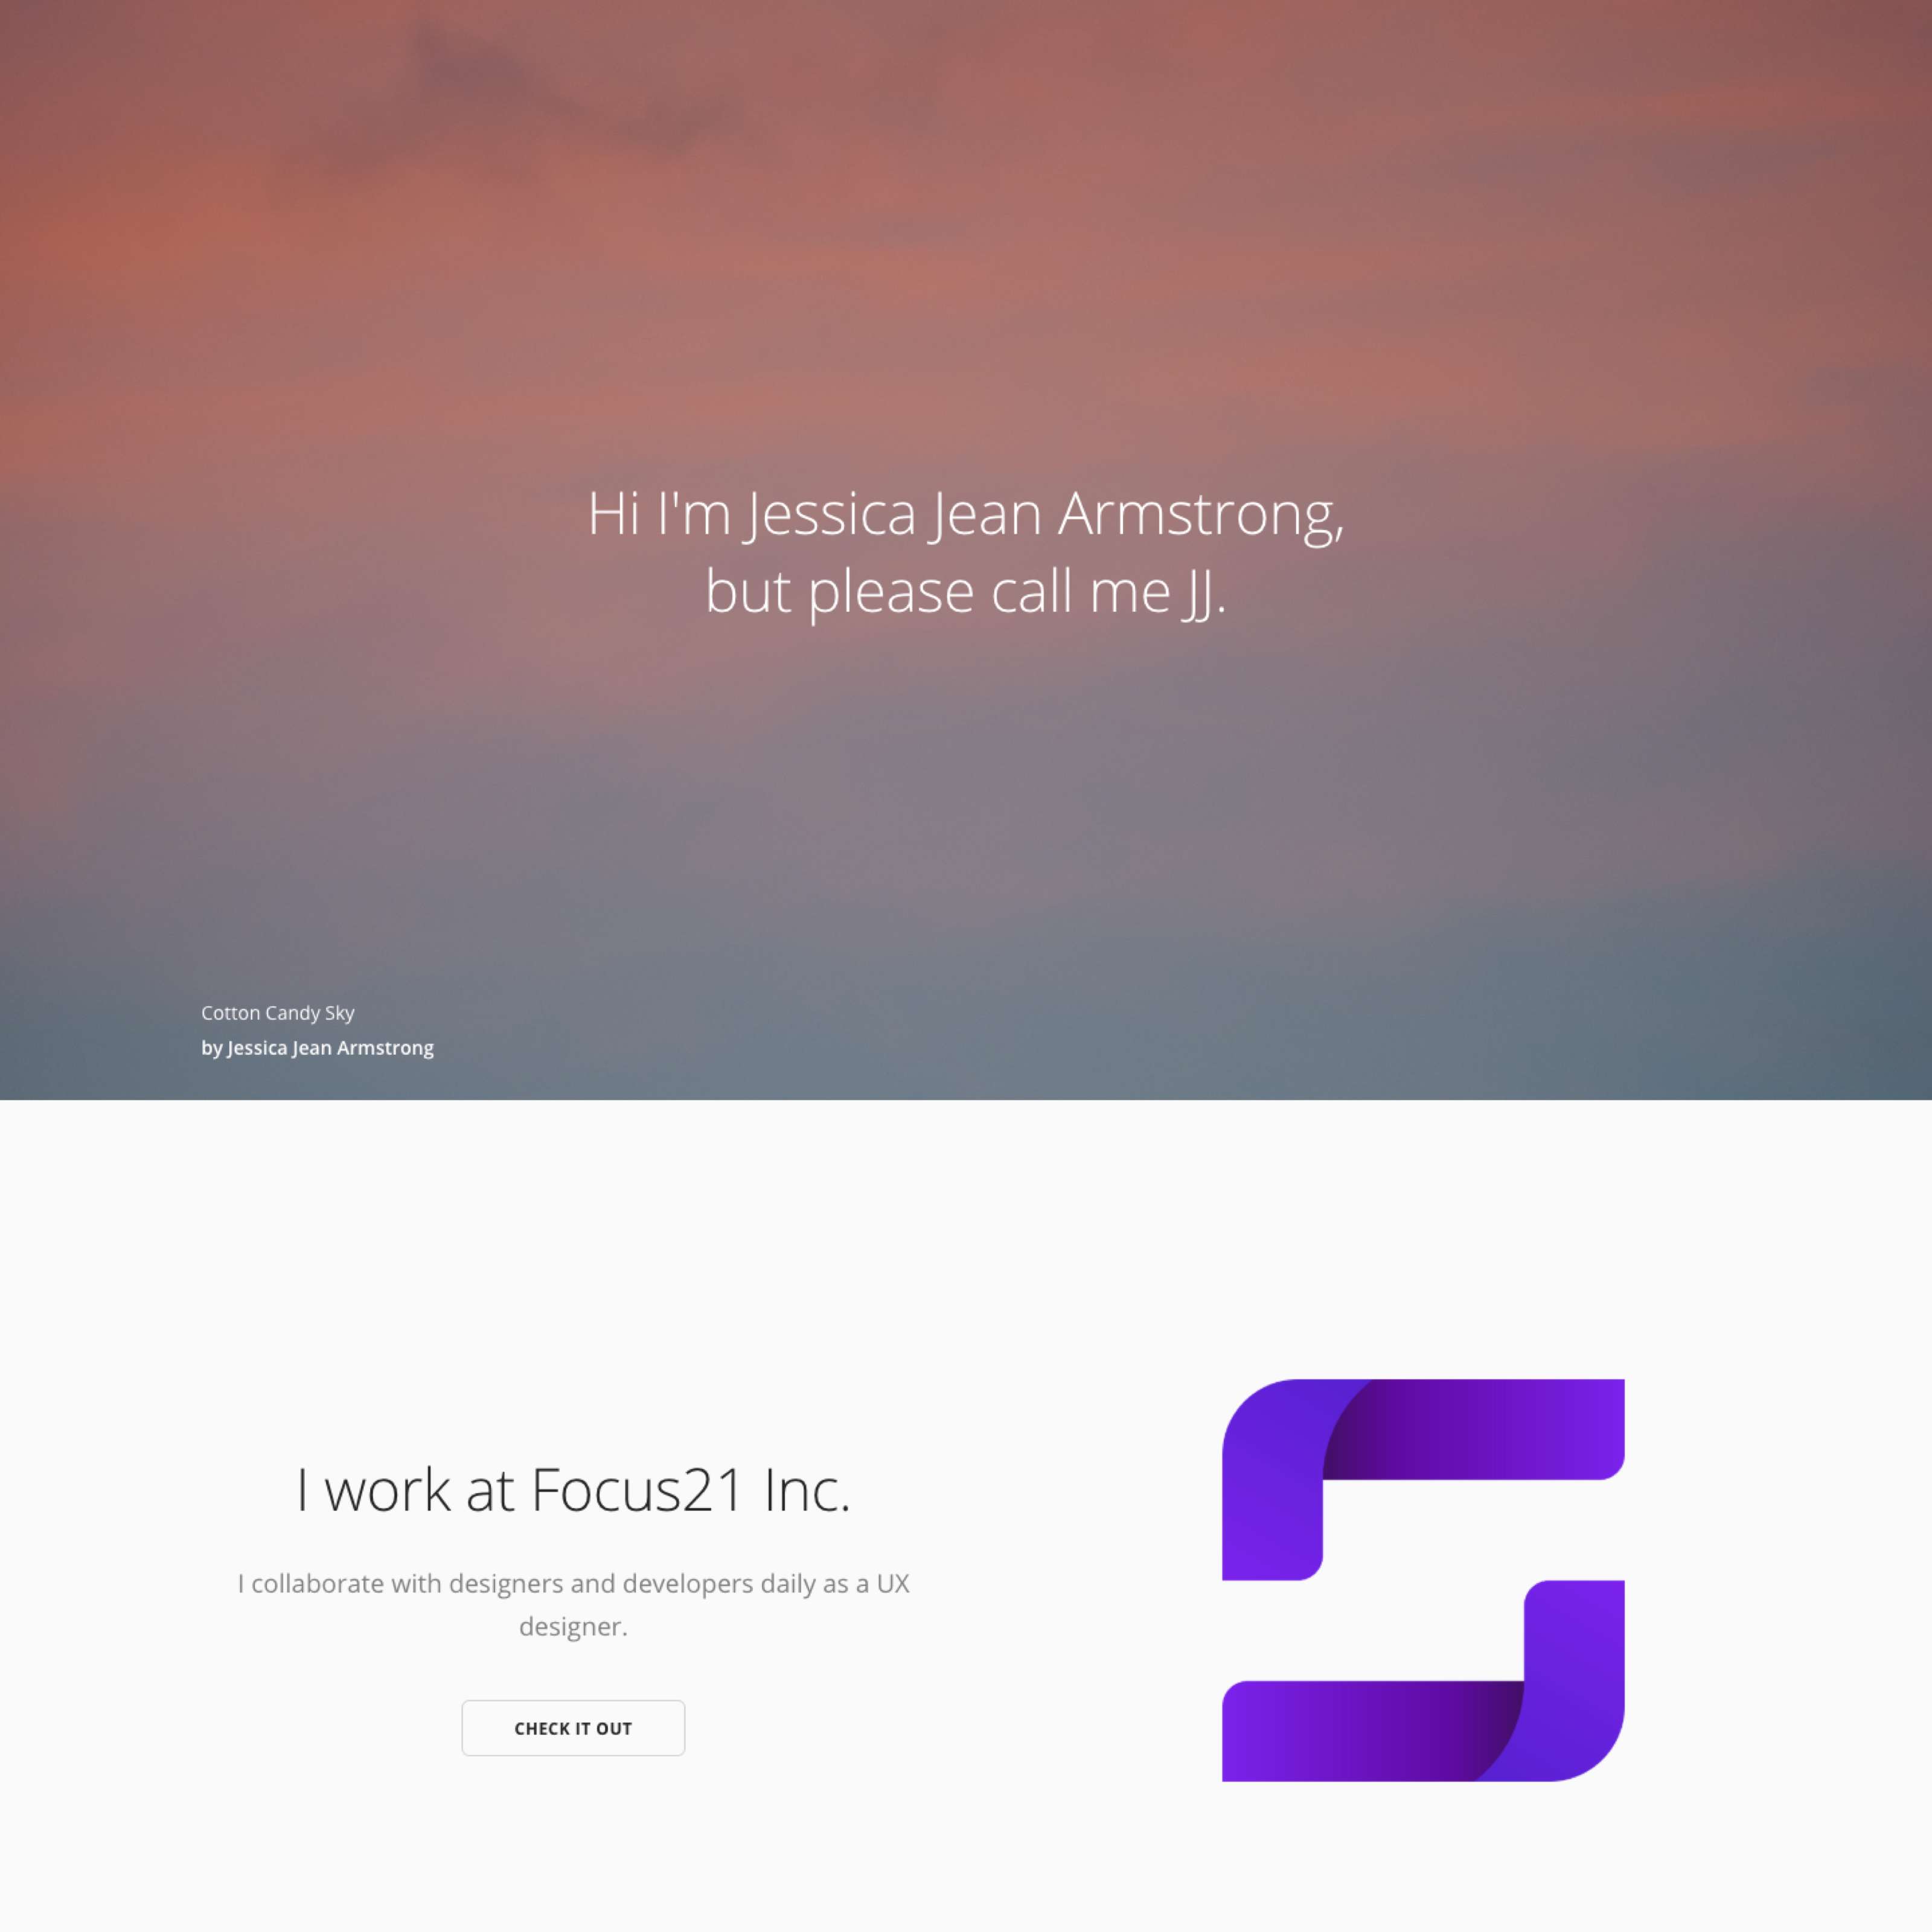 Hi I'm Jessica Jean Armstrong,
but please call me JJ.
Cotton Candy Sky
by Jessica Jean Armstrong
I work at Focus21 Inc.
I collaborate with designers and developers daily as a UX
designer.
CHECK IT OUT